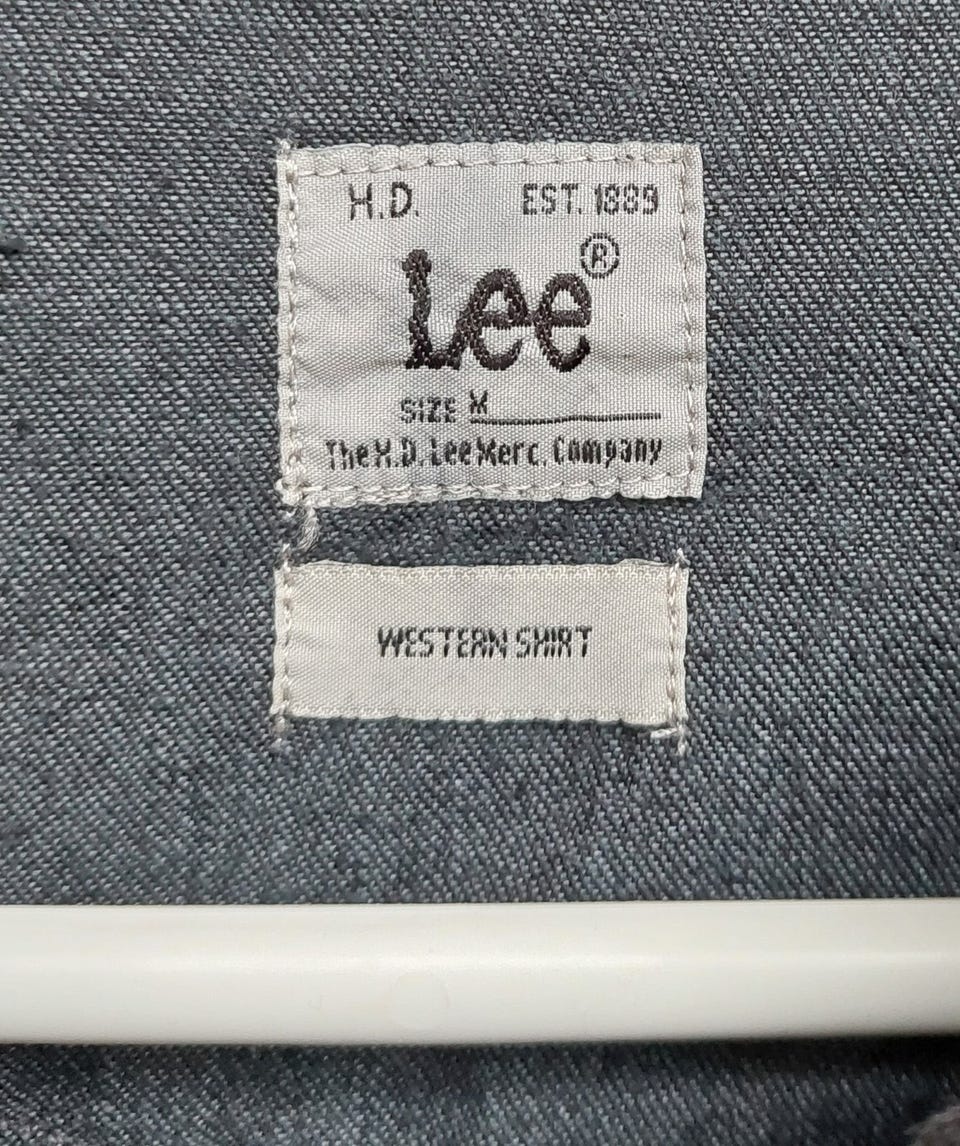 H.D. EST. 1889
Lee®
SIZE M
The H.D. Lee Merc. Company
WESTERN SHIRT